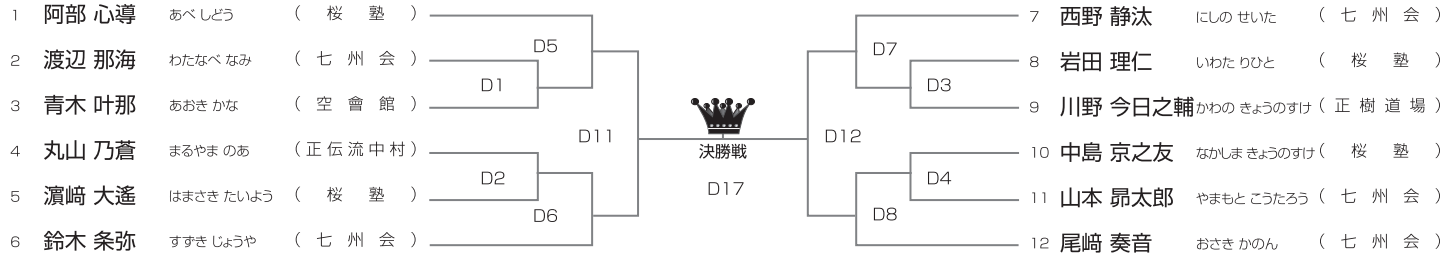 1 阿部 心導 あべ しどう ( 桜 塾 )
2 渡辺 那海 わたなべ なみ ( 七 州 会 )
3 青木 叶那 あおき かな ( 空 會 館 )
4 丸山 乃蒼 まるやま のあ ( 正 伝 流 中 村 )
5 濵﨑 大遙 はまさき たいよう ( 桜 塾 )
6 鈴木 条弥 すずき じょうや ( 七 州 会 )
D5
D1
D11
D2
D6
決勝戦
D17
D7
D3
D12
D4
D8
7 西野 静汰 にしの せいた ( 七 州 会 )
8 岩田 理仁 いわた りひと ( 桜 塾 )
9 川野 今日之輔 かわの きょうのすけ ( 正 樹 道 場 )
10 中島 京之友 なかしま きょうのすけ ( 桜 塾 )
11 山本 昴太郎 やまもと こうたろう ( 七 州 会 )
12 尾﨑 奏音 おさき かのん ( 七 州 会 )